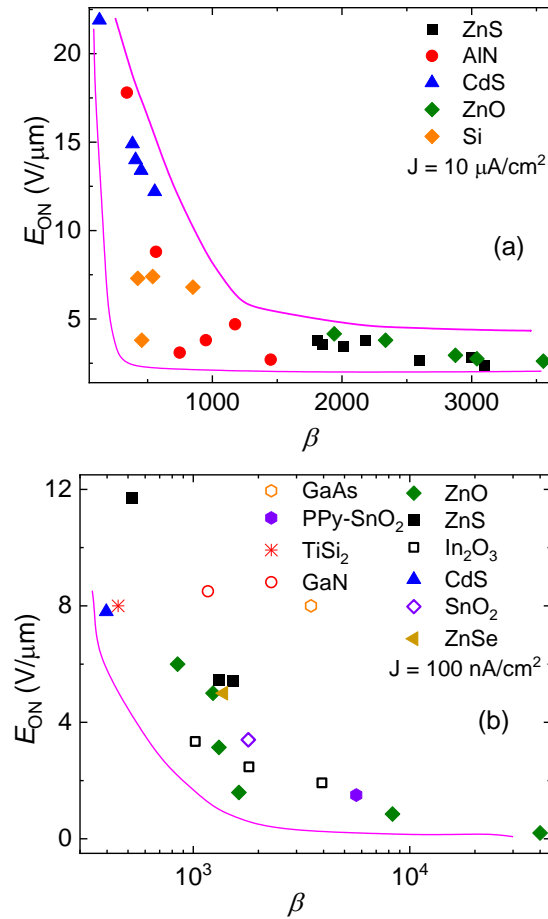 ZnS
AlN
CdS
ZnO
Si
J = 10 μA/cm²
(a)
20
15
10
5
E_ON (V/μm)
1000 2000 3000
β
GaAs
PPy-SnO₂
TiSi₂
GaN
ZnO
ZnS
In₂O₃
CdS
SnO₂
ZnSe
J = 100 nA/cm²
(b)
12
8
4
0
E_ON (V/μm)
10³ 10⁴
β